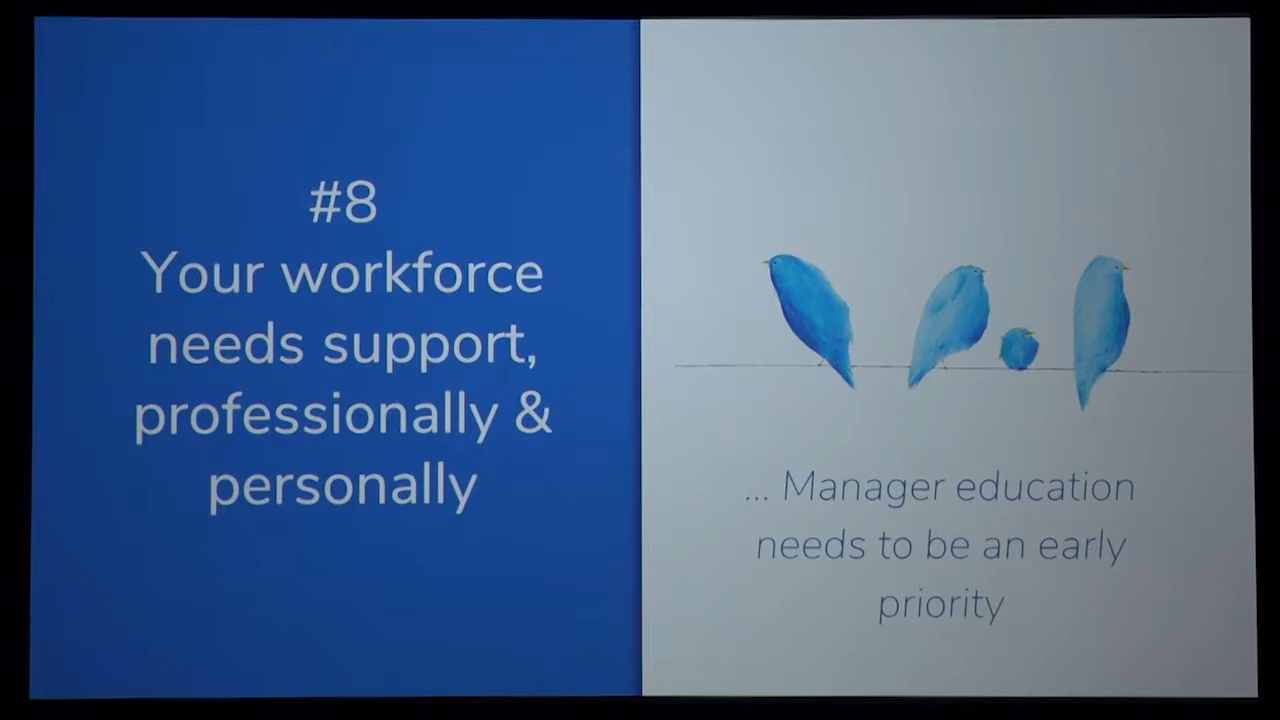 #8
Your workforce
needs support,
professionally &
personally
... Manager education
needs to be an early
priority